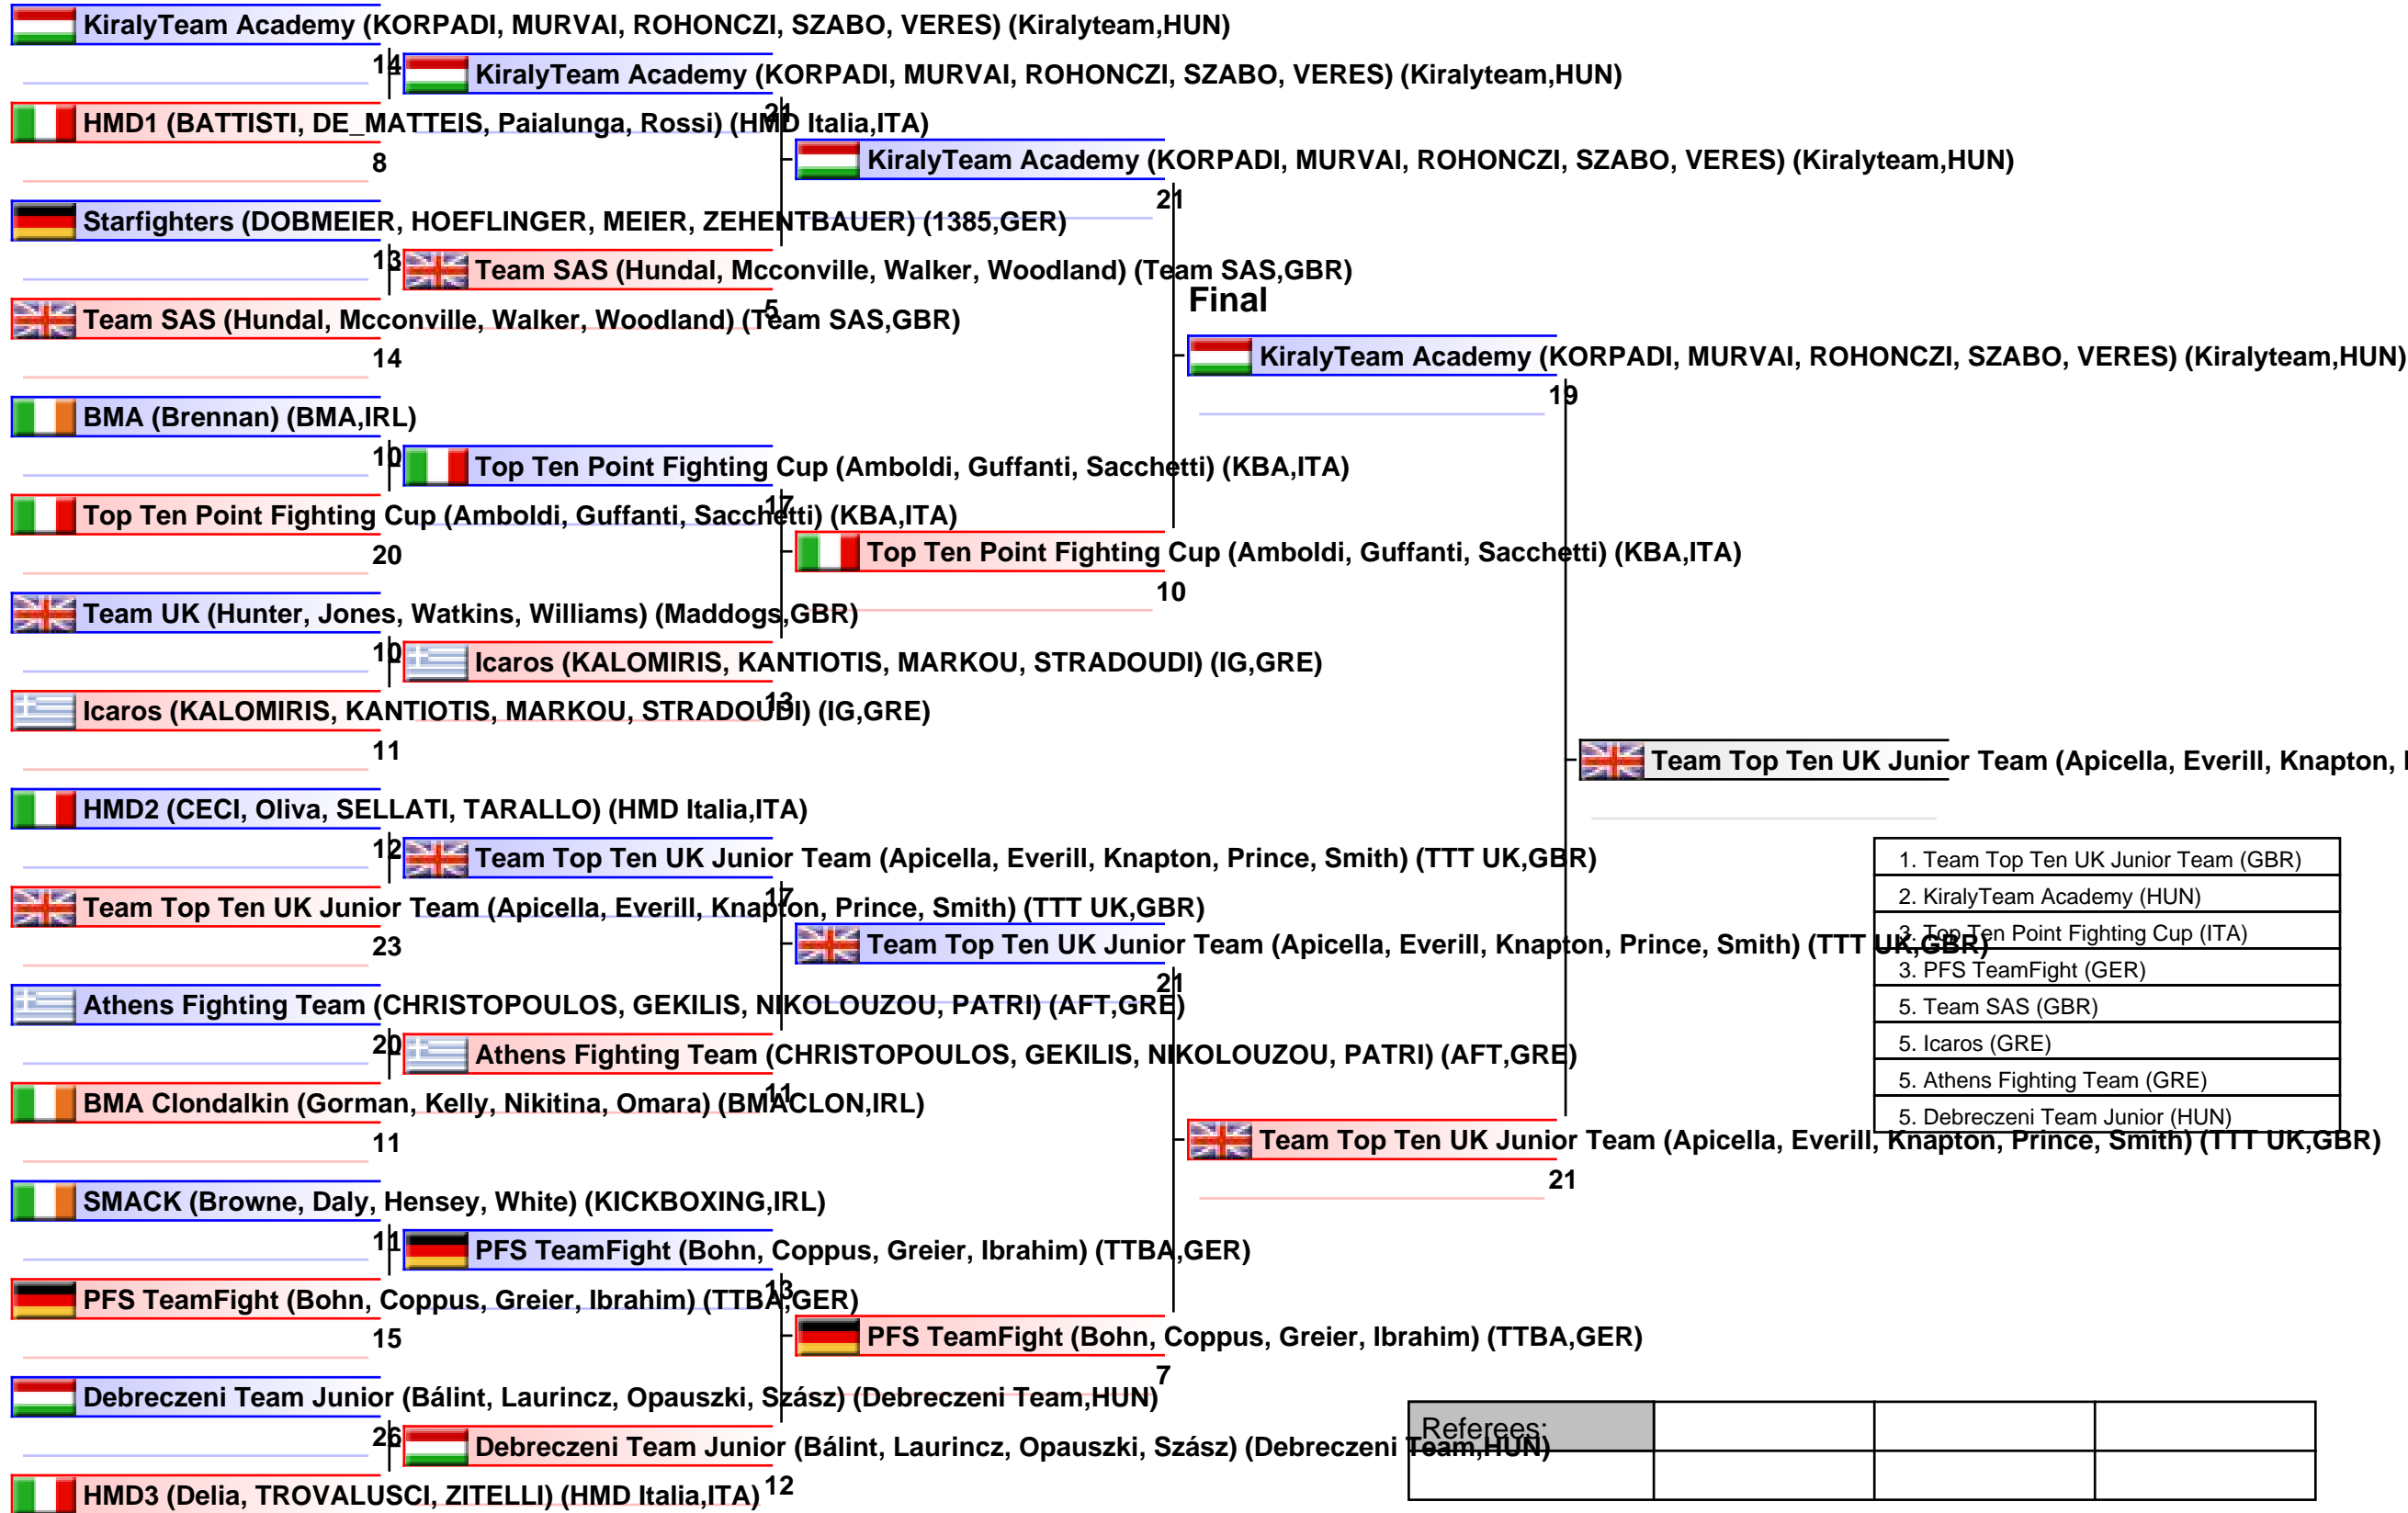 KiralyTeam Academy (KORPADI, MURVAI, ROHONCZI, SZABO, VERES) (Kiralyteam,HUN)
14
KiralyTeam Academy (KORPADI, MURVAI, ROHONCZI, SZABO, VERES) (Kiralyteam,HUN)
21
HMD1 (BATTISTI, DE_MATTEIS, Paialunga, Rossi) (HMD Italia,ITA)
8
KiralyTeam Academy (KORPADI, MURVAI, ROHONCZI, SZABO, VERES) (Kiralyteam,HUN)
21
Starfighters (DOBMEIER, HOEFLINGER, MEIER, ZEHENTBAUER) (1385,GER)
13
Team SAS (Hundal, Mcconville, Walker, Woodland) (Team SAS,GBR)
5
Final
Team SAS (Hundal, Mcconville, Walker, Woodland) (Team SAS,GBR)
14
KiralyTeam Academy (KORPADI, MURVAI, ROHONCZI, SZABO, VERES) (Kiralyteam,HUN)
19
BMA (Brennan) (BMA,IRL)
10
Top Ten Point Fighting Cup (Amboldi, Guffanti, Sacchetti) (KBA,ITA)
17
Top Ten Point Fighting Cup (Amboldi, Guffanti, Sacchetti) (KBA,ITA)
20
Top Ten Point Fighting Cup (Amboldi, Guffanti, Sacchetti) (KBA,ITA)
10
Team UK (Hunter, Jones, Watkins, Williams) (Maddogs,GBR)
10
Icaros (KALOMIRIS, KANTIOTIS, MARKOU, STRADOUDI) (IG,GRE)
13
Icaros (KALOMIRIS, KANTIOTIS, MARKOU, STRADOUDI) (IG,GRE)
11
Team Top Ten UK Junior Team (Apicella, Everill, Knapton,
HMD2 (CECI, Oliva, SELLATI, TARALLO) (HMD Italia,ITA)
12
Team Top Ten UK Junior Team (Apicella, Everill, Knapton, Prince, Smith) (TTT UK,GBR)
17
Team Top Ten UK Junior Team (Apicella, Everill, Knapton, Prince, Smith) (TTT UK,GBR)
23
Team Top Ten UK Junior Team (Apicella, Everill, Knapton, Prince, Smith) (TTT UK,GBR)
21
1. Team Top Ten UK Junior Team (GBR)
2. KiralyTeam Academy (HUN)
3. Top Ten Point Fighting Cup (ITA)
3. PFS TeamFight (GER)
5. Team SAS (GBR)
5. Icaros (GRE)
5. Athens Fighting Team (GRE)
5. Debreczeni Team Junior (HUN)
Athens Fighting Team (CHRISTOPOULOS, GEKILIS, NIKOLOUZOU, PATRI) (AFT,GRE)
20
Athens Fighting Team (CHRISTOPOULOS, GEKILIS, NIKOLOUZOU, PATRI) (AFT,GRE)
11
BMA Clondalkin (Gorman, Kelly, Nikitina, Omara) (BMACLON,IRL)
11
Team Top Ten UK Junior Team (Apicella, Everill, Knapton, Prince, Smith) (TTT UK,GBR)
21
SMACK (Browne, Daly, Hensey, White) (KICKBOXING,IRL)
11
PFS TeamFight (Bohn, Coppus, Greier, Ibrahim) (TTBA,GER)
13
PFS TeamFight (Bohn, Coppus, Greier, Ibrahim) (TTBA,GER)
15
PFS TeamFight (Bohn, Coppus, Greier, Ibrahim) (TTBA,GER)
7
Debreczeni Team Junior (Bálint, Laurincz, Opauszki, Szász) (Debreczeni Team,HUN)
26
Debreczeni Team Junior (Bálint, Laurincz, Opauszki, Szász) (Debreczeni Team,HUN)
12
Referees:
HMD3 (Delia, TROVALUSCI, ZITELLI) (HMD Italia,ITA)